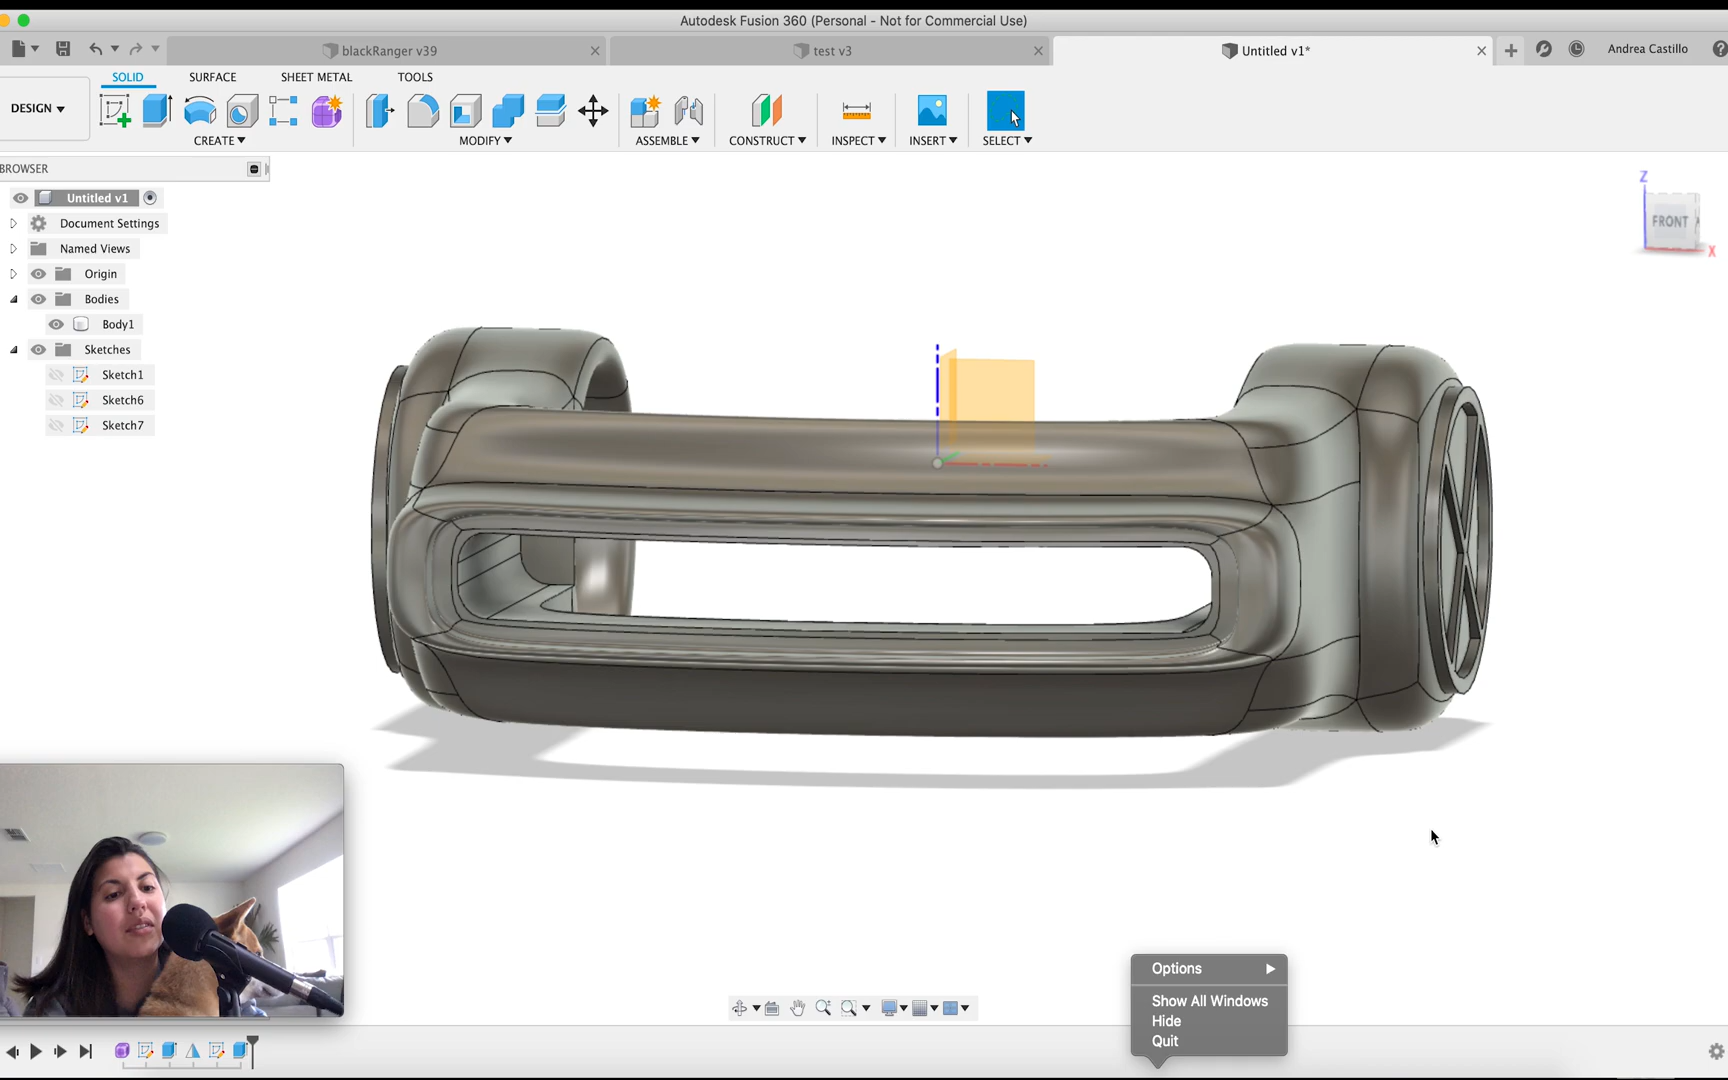 Autodesk Fusion 360 (Personal - Not for Commercial Use)
blackRanger v39
test v3
Untitled v1*
Andrea Castillo
SOLID
SURFACE
SHEET METAL
TOOLS
DESIGN
CREATE
MODIFY
ASSEMBLE
CONSTRUCT
INSPECT
INSERT
SELECT
BROWSER
Untitled v1
Document Settings
Named Views
Origin
Bodies
Body1
Sketches
Sketch1
Sketch6
Sketch7
Z
FRONT
X
Options
Show All Windows
Hide
Quit